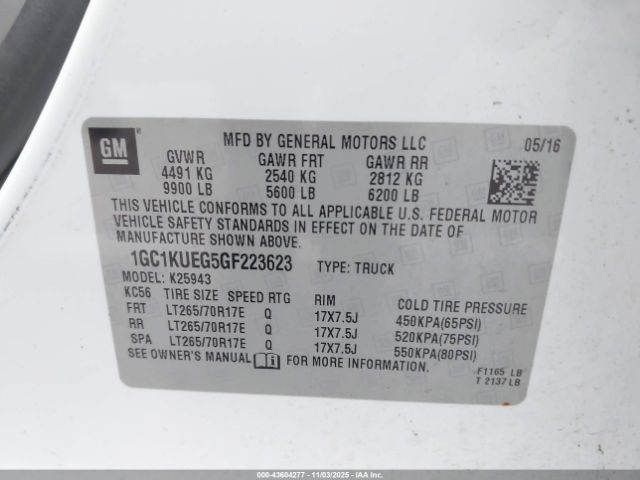 GM
MFD BY GENERAL MOTORS LLC 05/16
GVWR GAWR FRT GAWR RR
4491 KG 2540 KG 2812 KG
9900 LB 5600 LB 6200 LB
THIS VEHICLE CONFORMS TO ALL APPLICABLE U.S. FEDERAL MOTOR
VEHICLE SAFETY STANDARDS IN EFFECT ON THE DATE OF
MANUFACTURE SHOWN ABOVE.
1GC1KUEG5GF223623 TYPE: TRUCK
MODEL: K25943
KC56 TIRE SIZE SPEED RTG RIM COLD TIRE PRESSURE
FRT LT265/70R17E Q 17X7.5J 450KPA(65PSI)
RR LT265/70R17E Q 17X7.5J 520KPA(75PSI)
SPA LT265/70R17E Q 17X7.5J 550KPA(80PSI)
SEE OWNER'S MANUAL FOR MORE INFORMATION.
F1165 LB
T 2137 LB
000-43604277 - 11/03/2025 - IAAI.COM